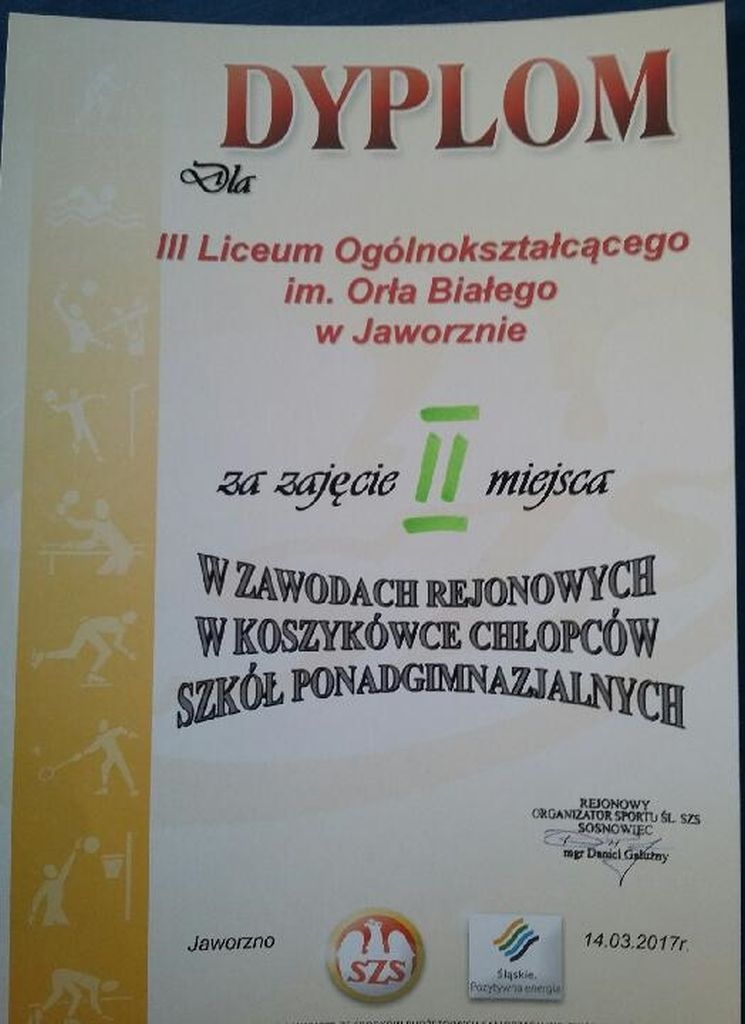 DYPLOM
Dla
III Liceum Ogólnokształcącego
im. Orła Białego
w Jaworznie
za zajęcie II miejsca
W ZAWODACH REJONOWYCH
W KOSZYKÓWCE CHŁOPCÓW
SZKÓŁ PONADGIMNAZJALNYCH
REJONOWY
ORGANIZATOR SPORTU ŚL. SZS
SOSNOWIEC
mgr Daniel Gałuźny
Jaworzno
SZS
Śląskie.
Pozytywna energia
14.03.2017r.